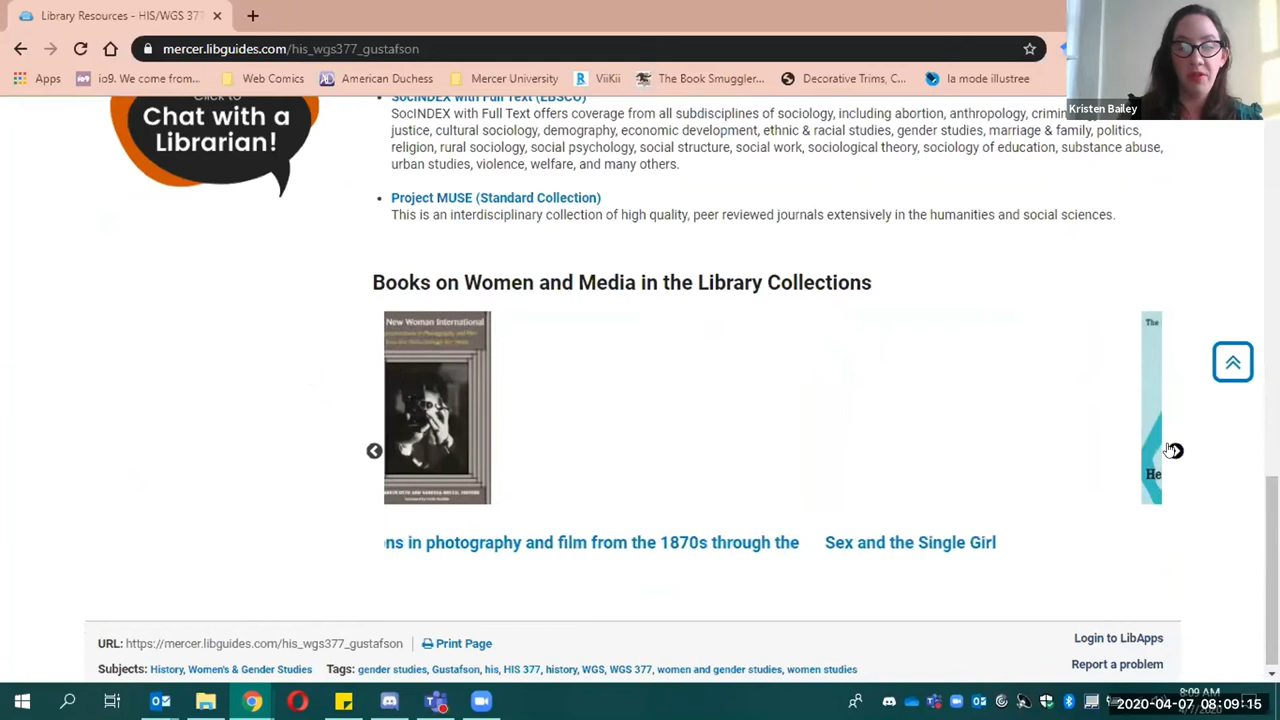 Library Resources - HIS/WGS 377
mercer.libguides.com/his_wgs377_gustafson
Apps
io9. We come from...
Web Comics
American Duchess
Mercer University
ViiKii
The Book Smuggler...
Decorative Trims, C...
la mode illustree
Kristen Bailey
Click to
Chat with a
Librarian!
SocINDEX with Full Text (EBSCO)
SocINDEX with Full Text offers coverage from all subdisciplines of sociology, including abortion, anthropology,
justice, cultural sociology, demography, economic development, ethnic & racial studies, gender studies, marriage & family, politics,
religion, rural sociology, social psychology, social structure, social work, sociological theory, sociology of education, substance abuse,
urban studies, violence, welfare, and many others.
Project MUSE (Standard Collection)
This is an interdisciplinary collection of high quality, peer reviewed journals extensively in the humanities and social sciences.
Books on Women and Media in the Library Collections
New Woman International
The
He
ns in photography and film from the 1870s through the
Sex and the Single Girl
URL: https://mercer.libguides.com/his_wgs377_gustafson
Print Page
Login to LibApps
Subjects: History, Women's & Gender Studies Tags: gender studies, Gustafson, his, HIS 377, history, WGS, WGS 377, women and gender studies, women studies
Report a problem
8:09 AM
2020-04-07 08:09:15